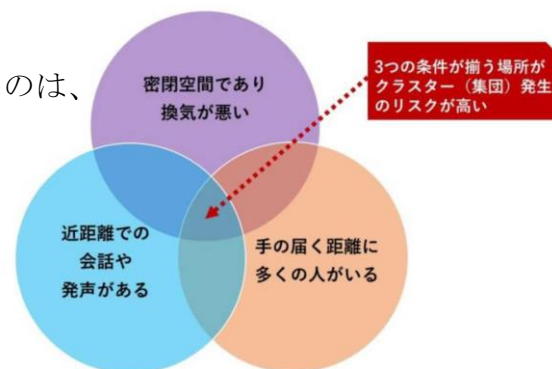 のは、
密閉空間であり
換気が悪い
3つの条件が揃う場所が
クラスター（集団）発生
のリスクが高い
近距離での
会話や
発声がある
手の届く距離に
多くの人がいる